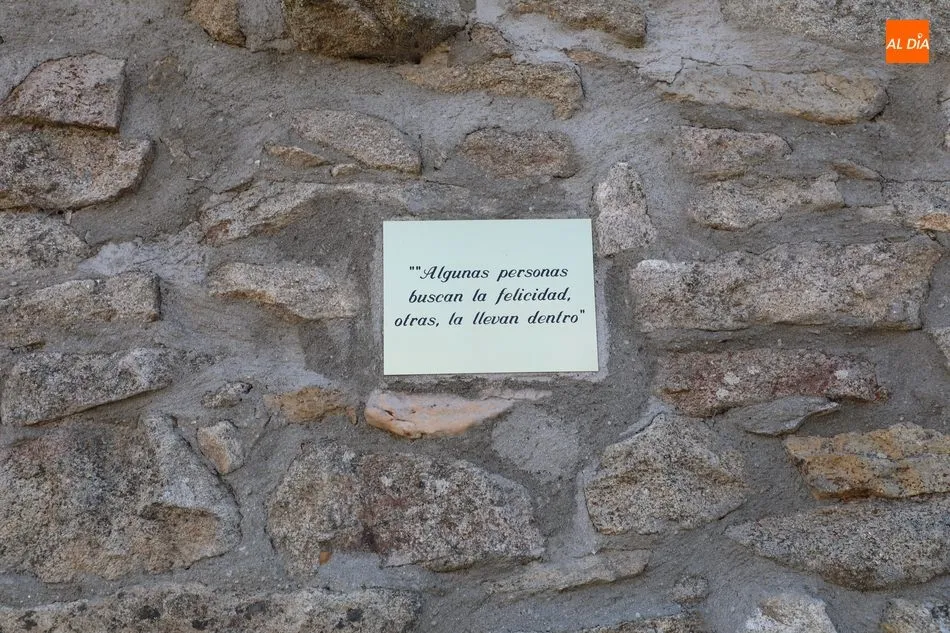 AL DÍA
""Algunas personas
buscan la felicidad,
otras, la llevan dentro"